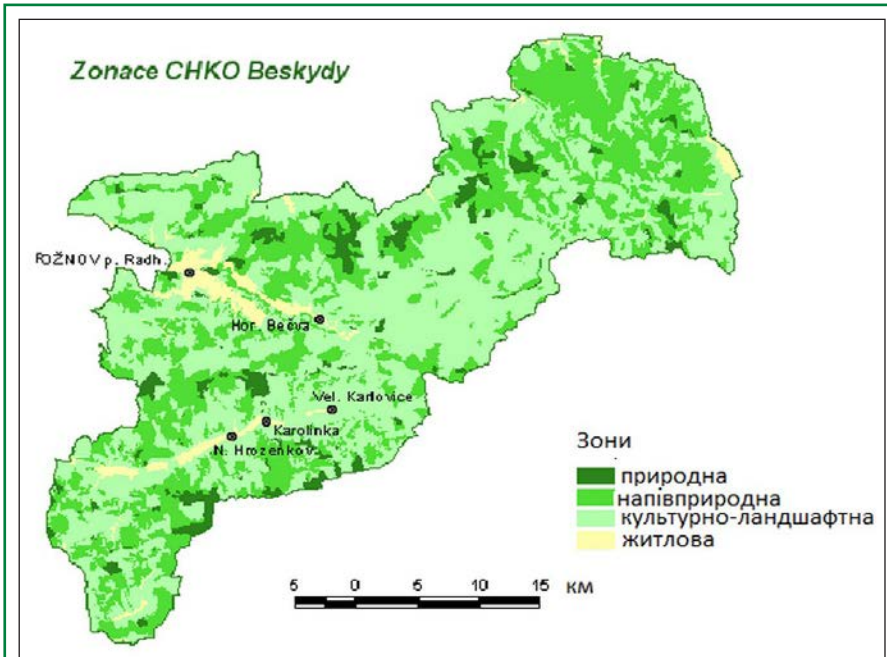 Zonace CHKO Beskydy
ROŽNOV p. Radh.
Hor. Bečva
Vel. Karlovice
Karolinka
N. Hrozenkov
Зони
природна
напівприродна
культурно-ландшафтна
житлова
5 0 5 10 15 км